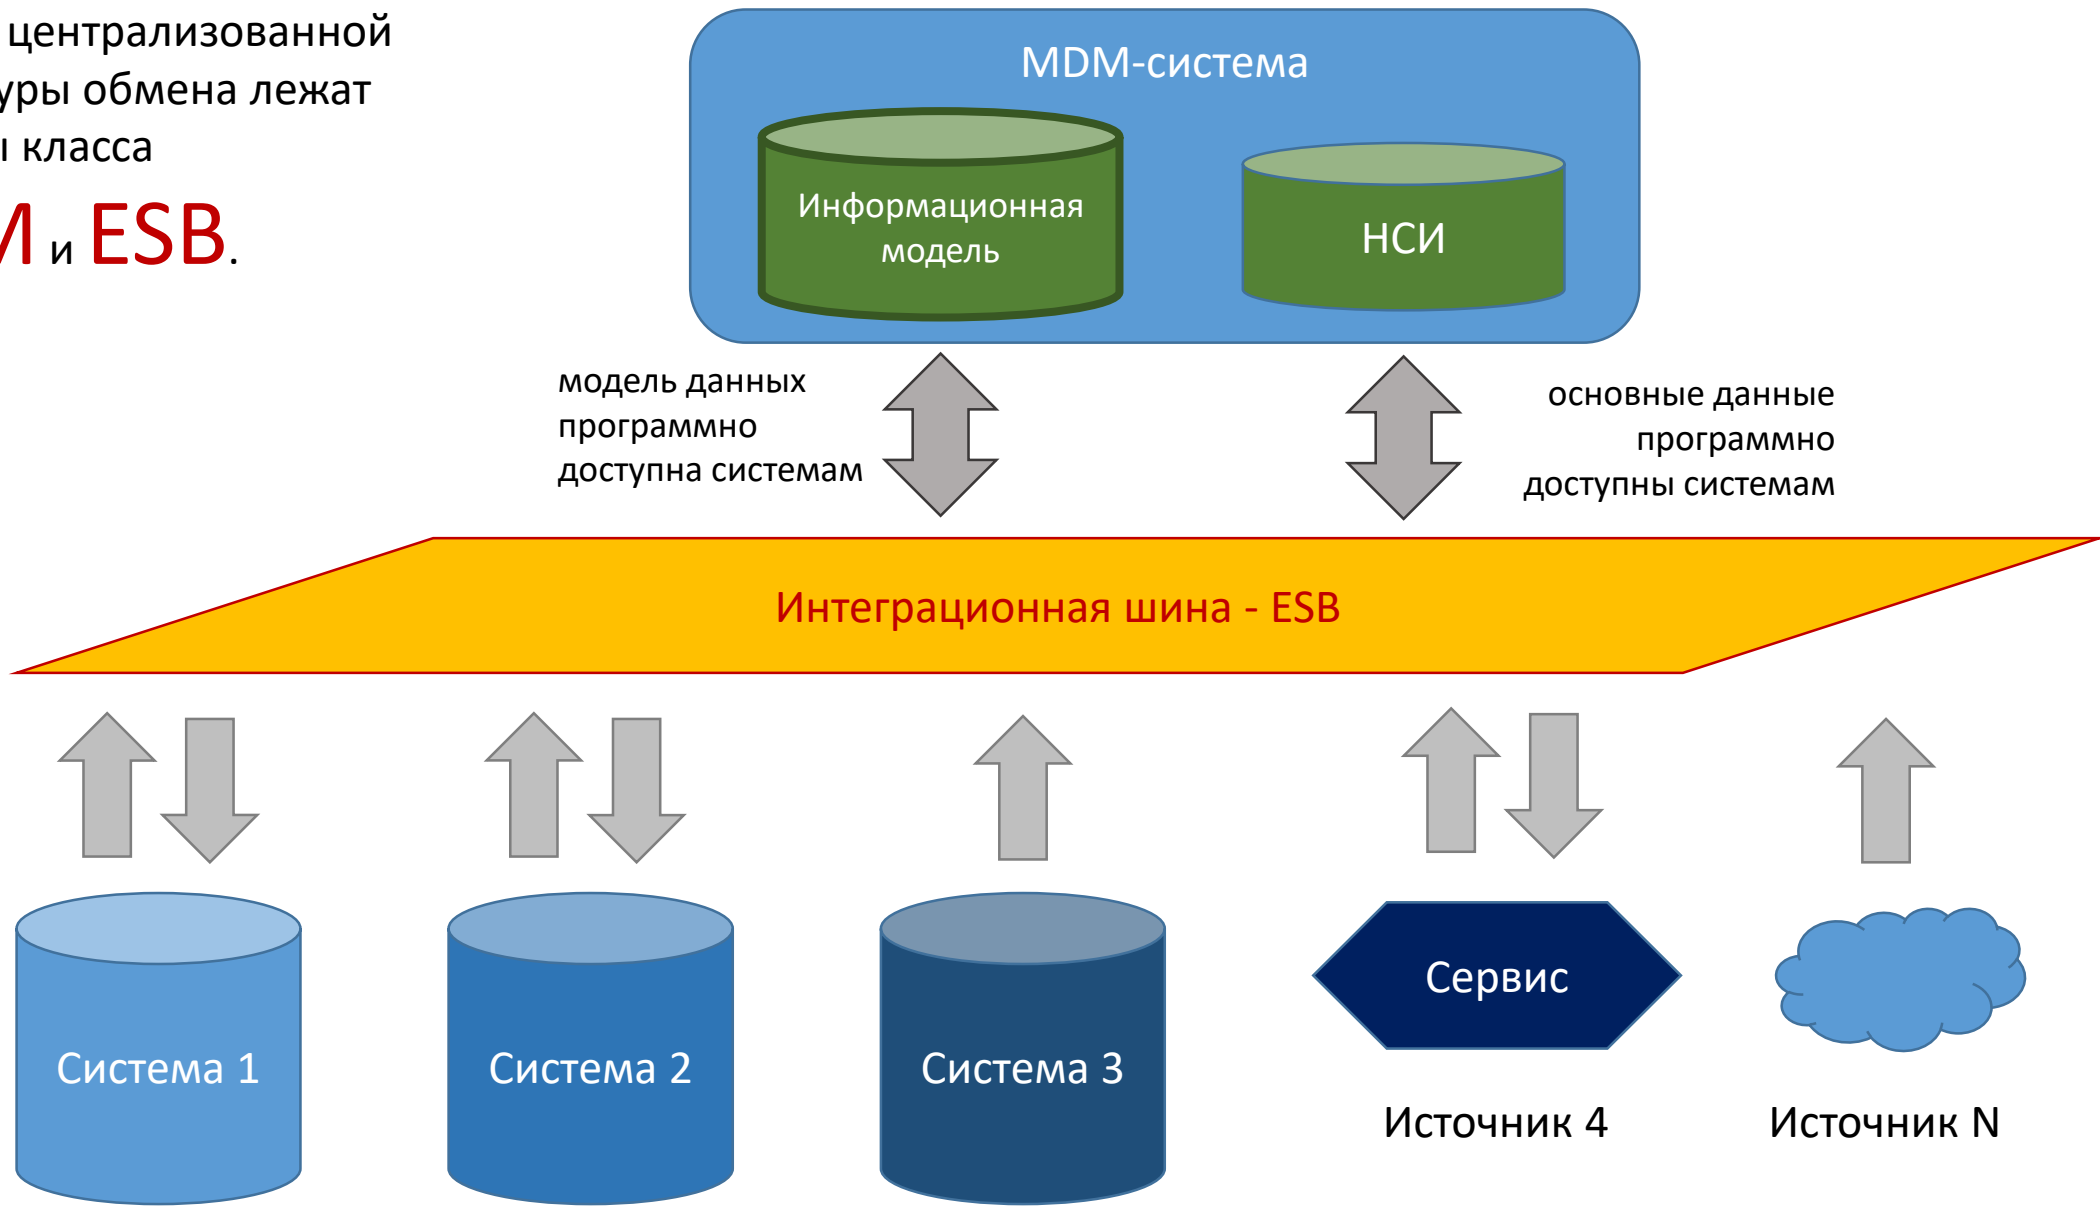 централизованной
уры обмена лежат
класса
М и ESB.
MDM-система
Информационная
модель
НСИ
модель данных
программно
доступна системам
основные данные
программно
доступны системам
Интеграционная шина - ESB
Система 1
Система 2
Система 3
Сервис
Источник 4
Источник N